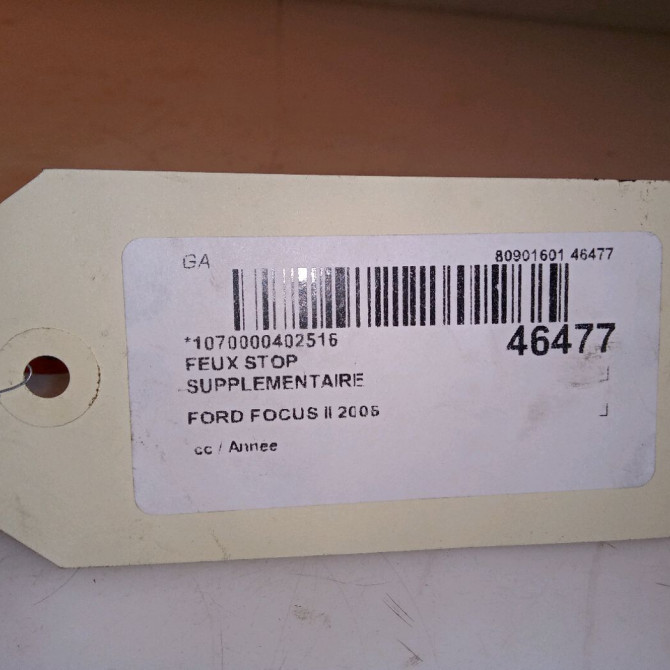 GA 80901601 46477
*1070000402516 46477
FEUX STOP
SUPPLEMENTAIRE
FORD FOCUS II 2005
cc / Annee